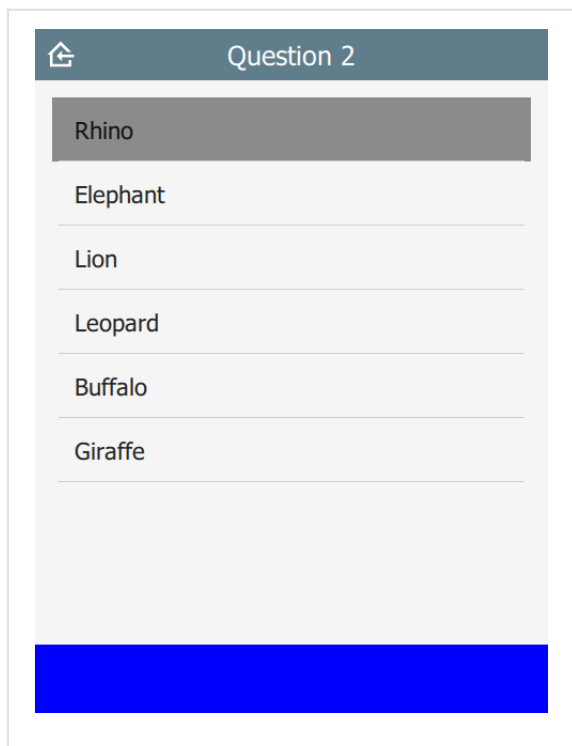 Question 2
Rhino
Elephant
Lion
Leopard
Buffalo
Giraffe